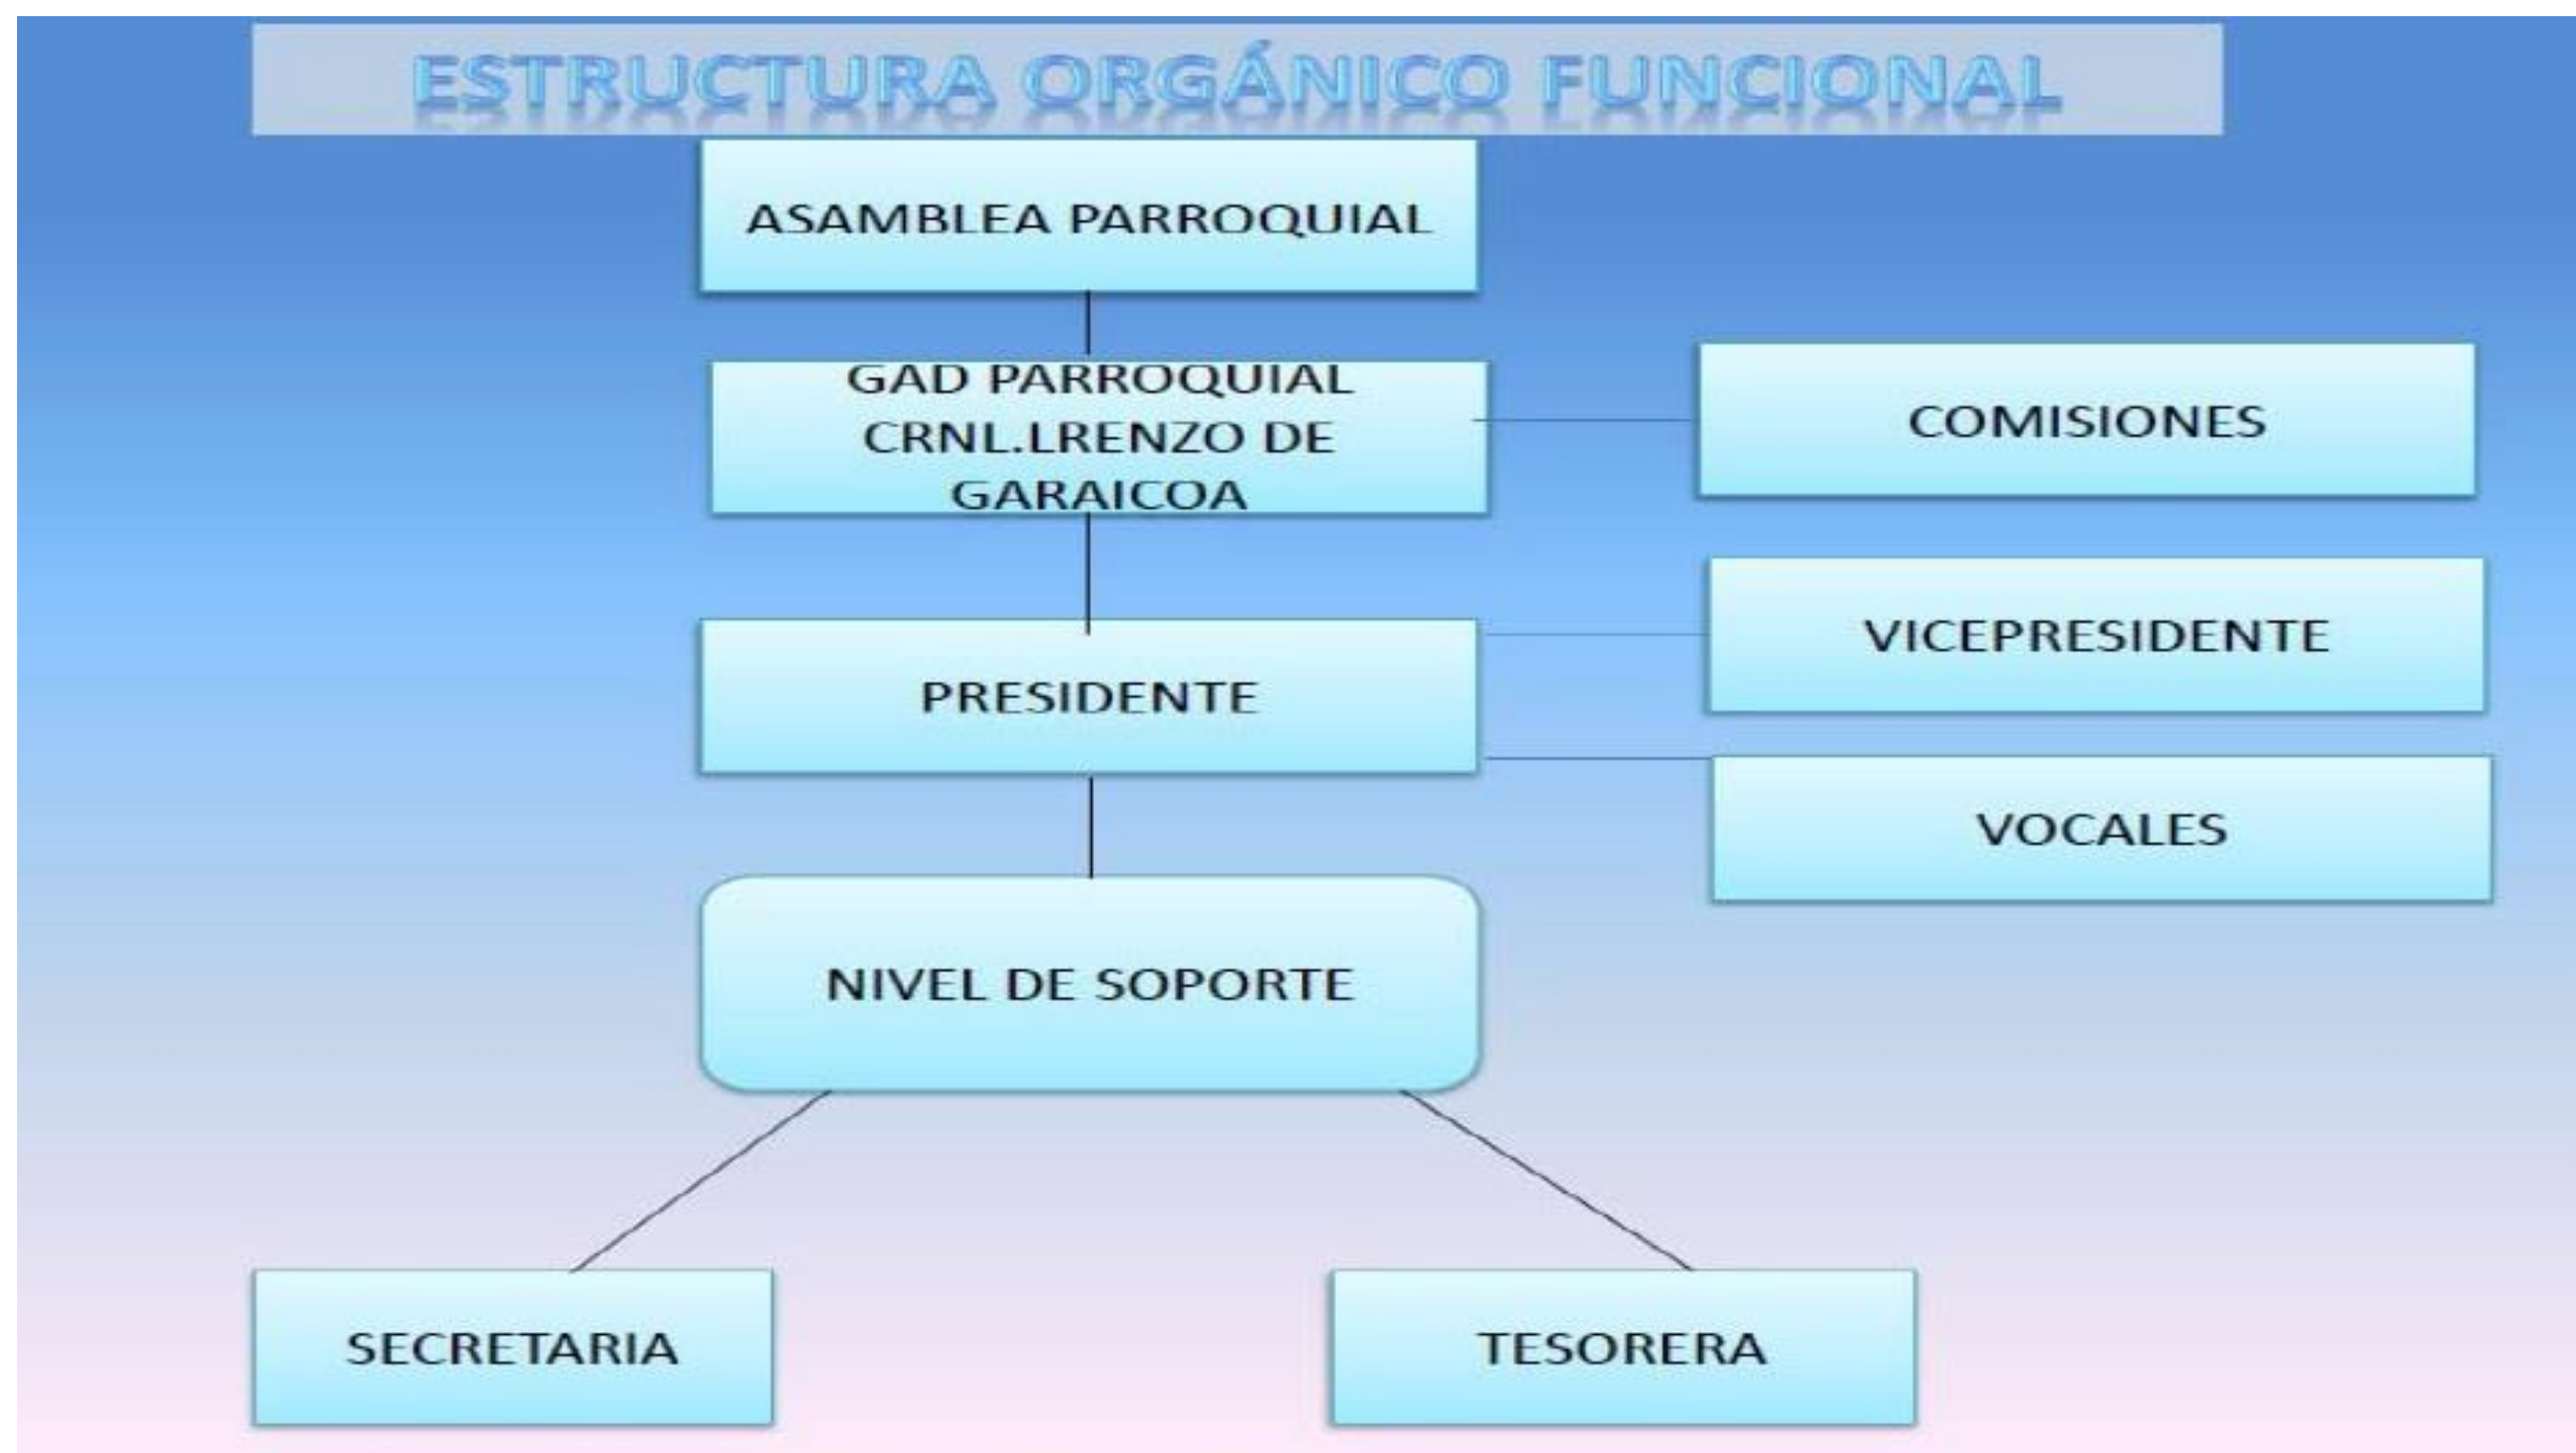 ESTRUCTURA ORGÁNICO FUNCIONAL
ASAMBLEA PARROQUIAL
GAD PARROQUIAL
CRNL.LRENZO DE
GARAICOA
COMISIONES
VICEPRESIDENTE
PRESIDENTE
VOCALES
NIVEL DE SOPORTE
SECRETARIA
TESORERA